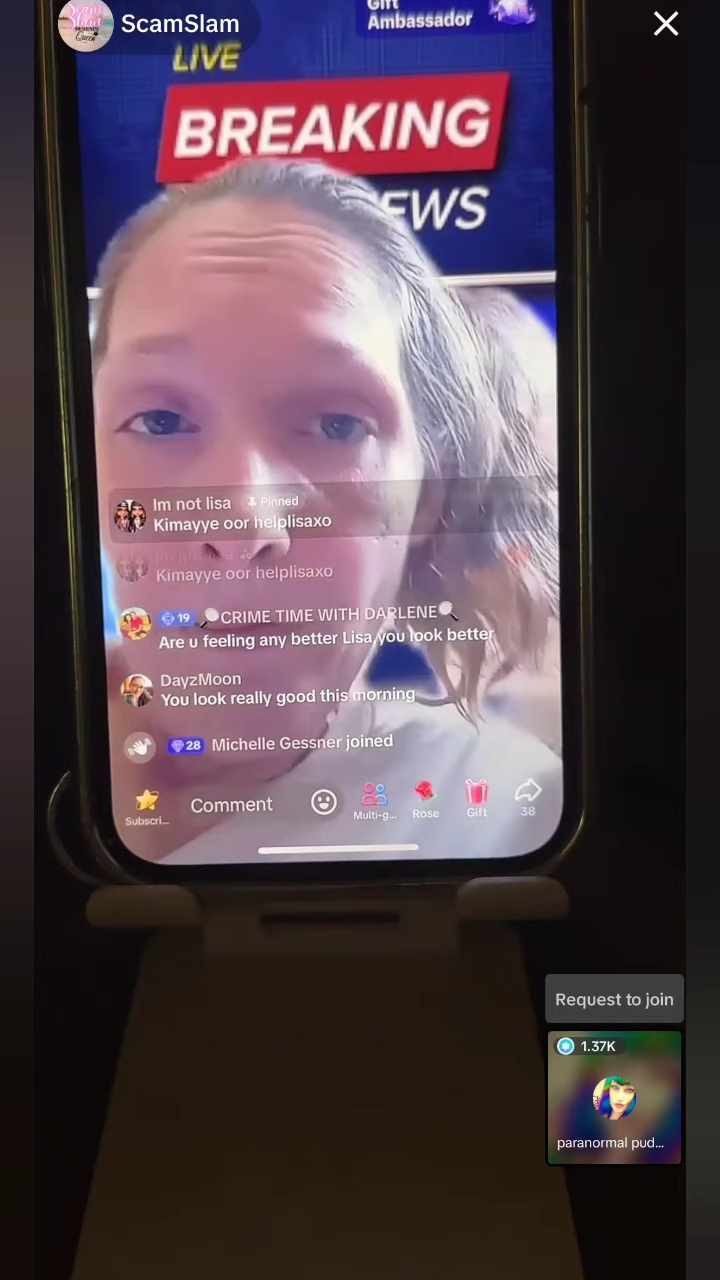 ScamSlam
Gift
Ambassador
LIVE
BREAKING
EWS
Im not lisa Pinned
Kimayye oor helplisaxo
Kimayye oor helplisaxo
19 CRIME TIME WITH DARLENE
Are u feeling any better Lisa,you look better
DayzMoon
You look really good this morning
28 Michelle Gessner joined
Subscri...
Comment
Multi-g...
Rose
Gift
38
Request to join
1.37K
paranormal pud...